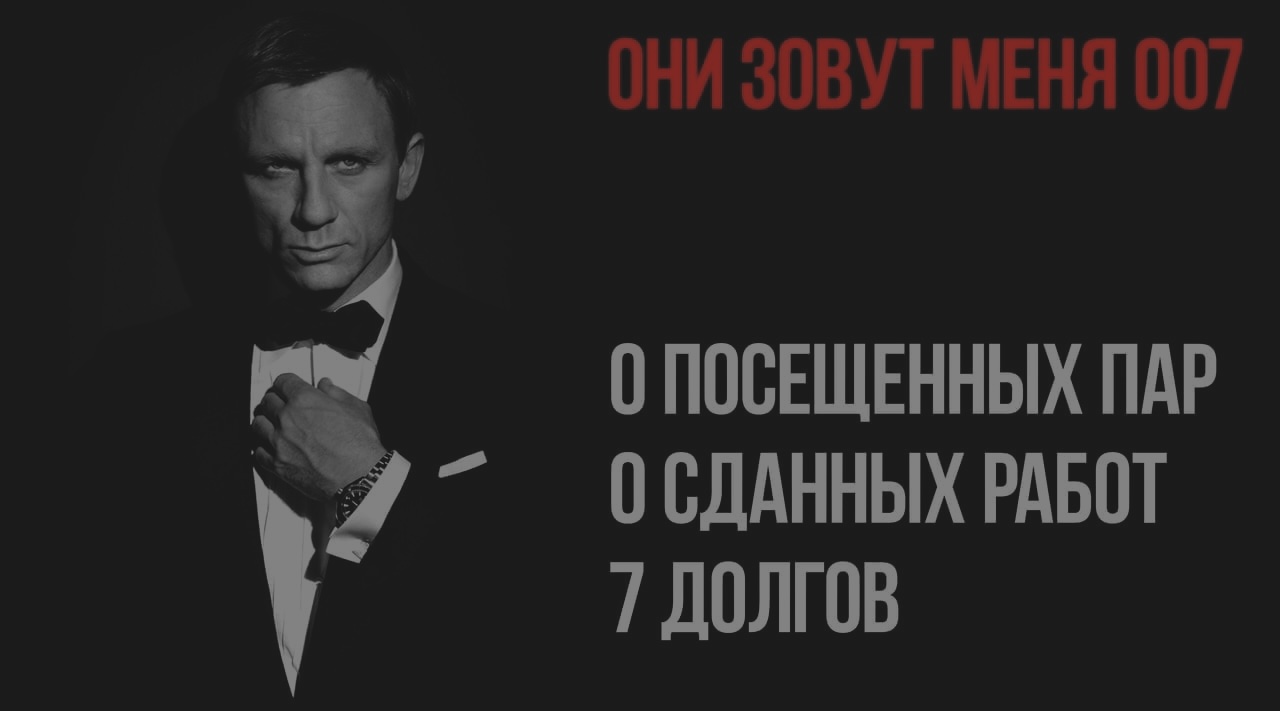 ОНИ ЗОВУТ МЕНЯ 007
0 ПОСЕЩЕННЫХ ПАР
0 СДАННЫХ РАБОТ
7 ДОЛГОВ